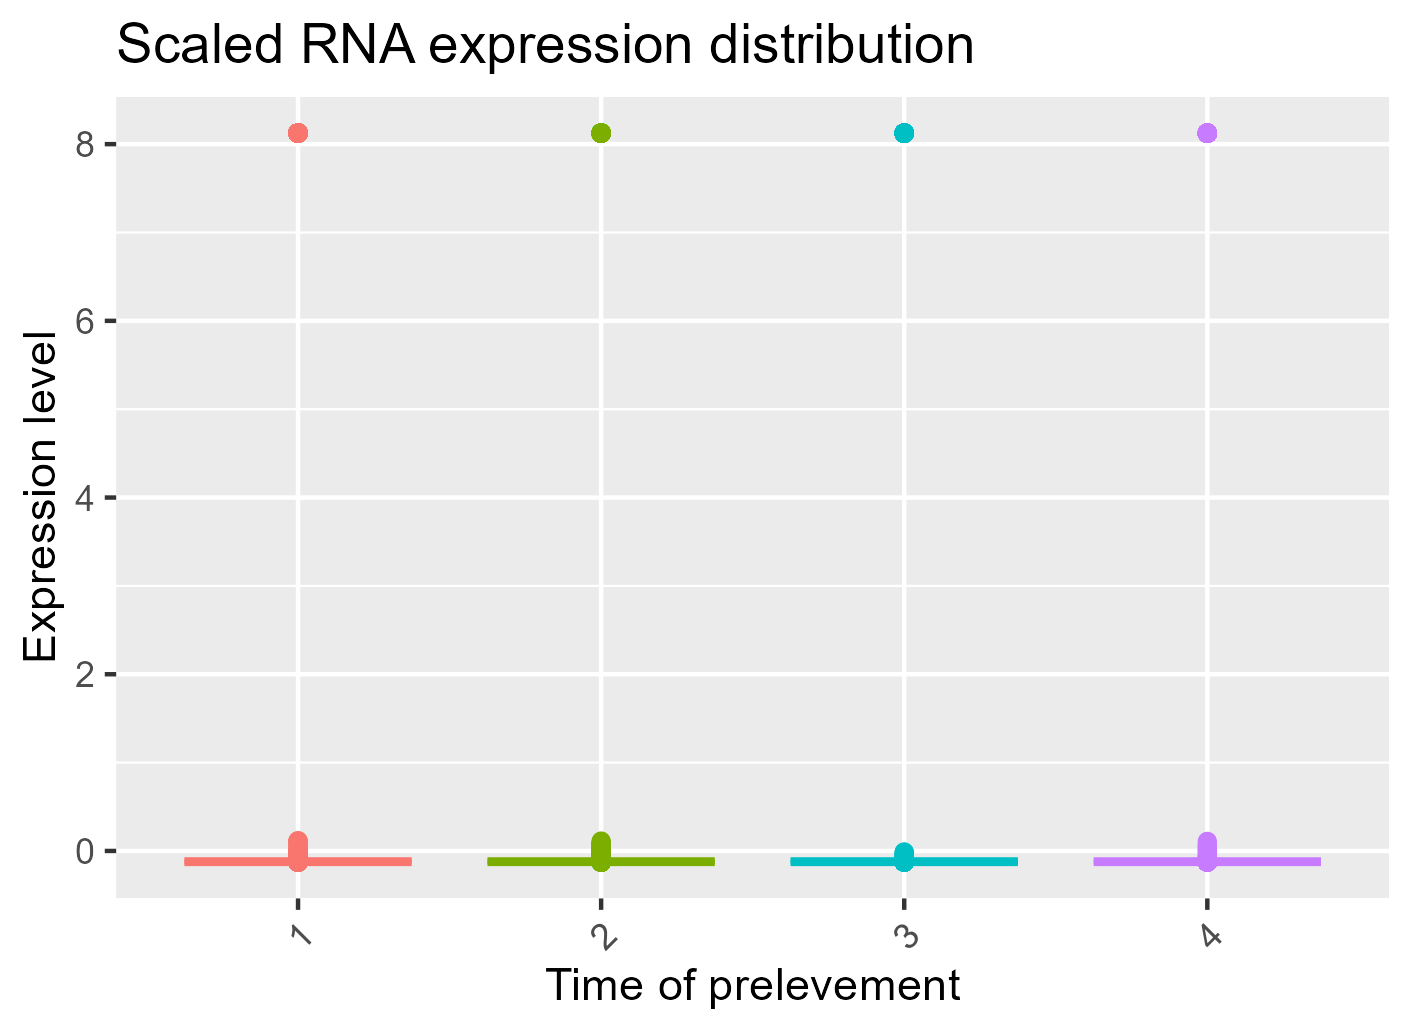 Scaled RNA expression distribution
Expression level
8
6
4
2
0
1 2 3 4
Time of prelevement